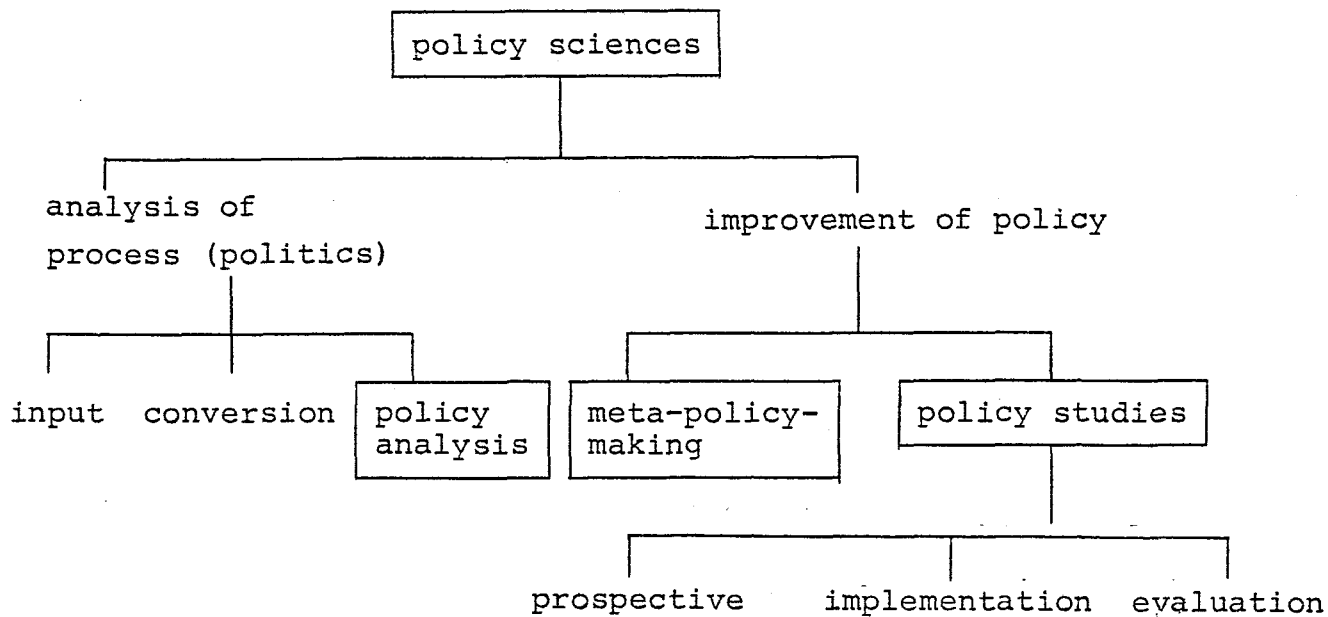 policy sciences
analysis of
process (politics)
improvement of policy
input
conversion
policy
analysis
meta-policy-
making
policy studies
prospective
implementation
evaluation